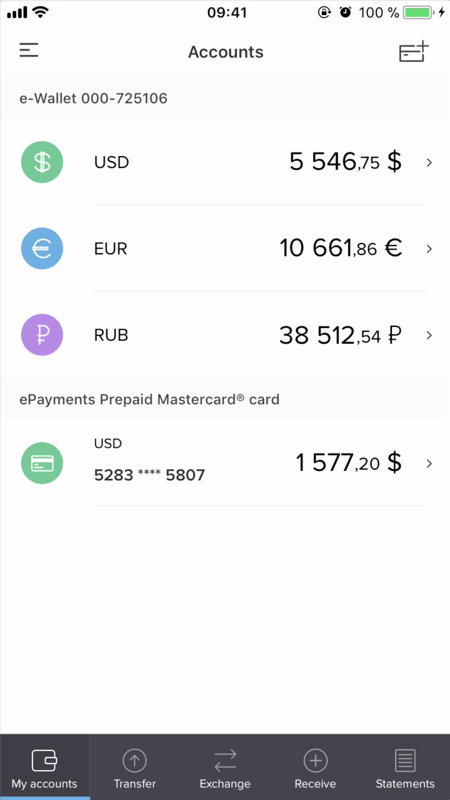 09:41 100 %
Accounts
e-Wallet 000-725106
USD 5 546,75 $
EUR 10 661,86 €
RUB 38 512,54 ₽
ePayments Prepaid Mastercard® card
USD
5283 **** 5807 1 577,20 $
My accounts Transfer Exchange Receive Statements